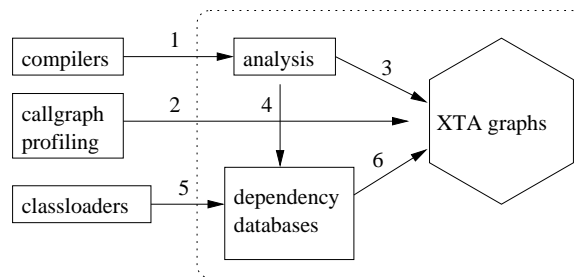 compilers
1
analysis
3
callgraph
profiling
2
4
XTA graphs
6
classloaders
5
dependency
databases